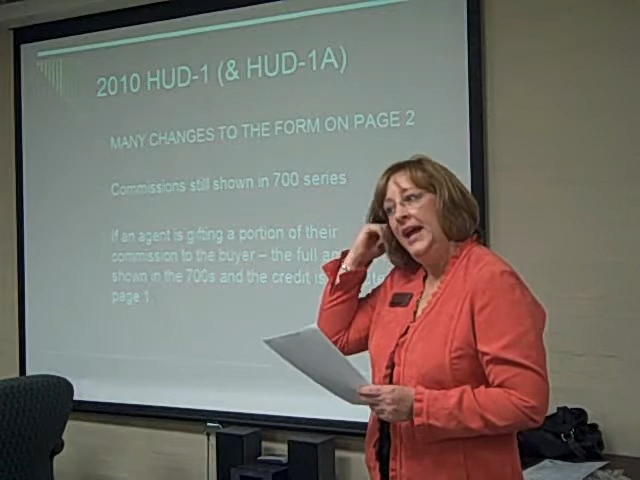 2010 HUD-1 (& HUD-1A)
MANY CHANGES TO THE FORM ON PAGE 2
Commissions still shown in 700 series
If an agent is gifting a portion of their
commission to the buyer – the full
shown in the 700s and the credit
page 1.